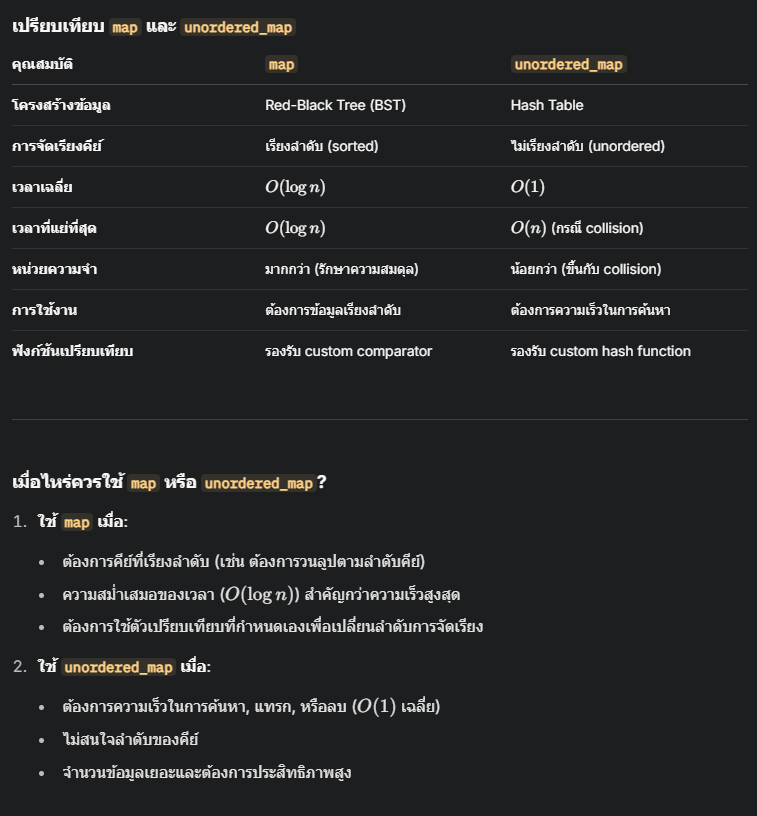 เปรียบเทียบ map และ unordered_map
คุณสมบัติ map unordered_map
โครงสร้างข้อมูล Red-Black Tree (BST) Hash Table
การจัดเรียงคีย์ เรียงลำดับ (sorted) ไม่เรียงลำดับ (unordered)
เวลาเฉลี่ย O(log n) O(1)
เวลาที่แย่ที่สุด O(log n) O(n) (กรณี collision)
หน่วยความจำ มากกว่า (รักษาความสมดุล) น้อยกว่า (ขึ้นกับ collision)
การใช้งาน ต้องการข้อมูลเรียงลำดับ ต้องการความเร็วในการค้นหา
ฟังก์ชันเปรียบเทียบ รองรับ custom comparator รองรับ custom hash function
เมื่อไหร่ควรใช้ map หรือ unordered_map?
1. ใช้ map เมื่อ:
• ต้องการคีย์ที่เรียงลำดับ (เช่น ต้องการวนลูปตามลำดับคีย์)
• ความสม่ำเสมอของเวลา (O(log n)) สำคัญกว่าความเร็วสูงสุด
• ต้องการใช้ตัวเปรียบเทียบที่กำหนดเองเพื่อเปลี่ยนลำดับการจัดเรียง
2. ใช้ unordered_map เมื่อ:
• ต้องการความเร็วในการค้นหา, แทรก, หรือลบ (O(1) เฉลี่ย)
• ไม่สนใจลำดับของคีย์
• จำนวนข้อมูลเยอะและต้องการประสิทธิภาพสูง